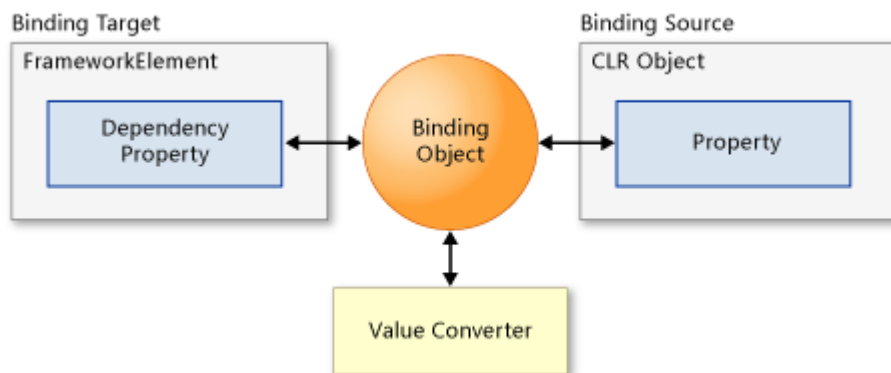 Binding Target
Binding Source
FrameworkElement
CLR Object
Dependency
Property
Binding
Object
Property
Value Converter